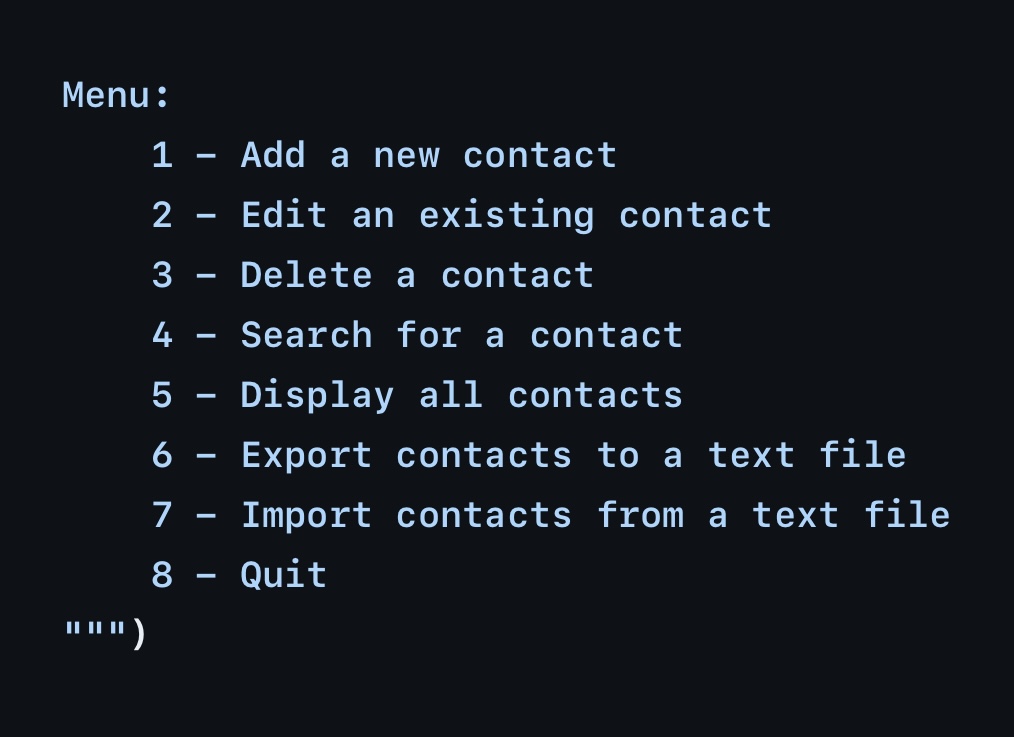 Menu:
1 – Add a new contact
2 – Edit an existing contact
3 – Delete a contact
4 – Search for a contact
5 – Display all contacts
6 – Export contacts to a text file
7 – Import contacts from a text file
8 – Quit
""")